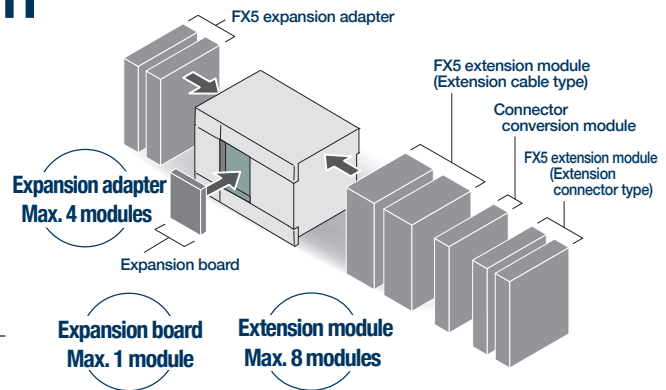 FX5 expansion adapter
FX5 extension module
(Extension cable type)
Connector
conversion module
FX5 extension module
(Extension
connector type)
Expansion adapter
Max. 4 modules
Expansion board
Expansion board
Max. 1 module
Extension module
Max. 8 modules